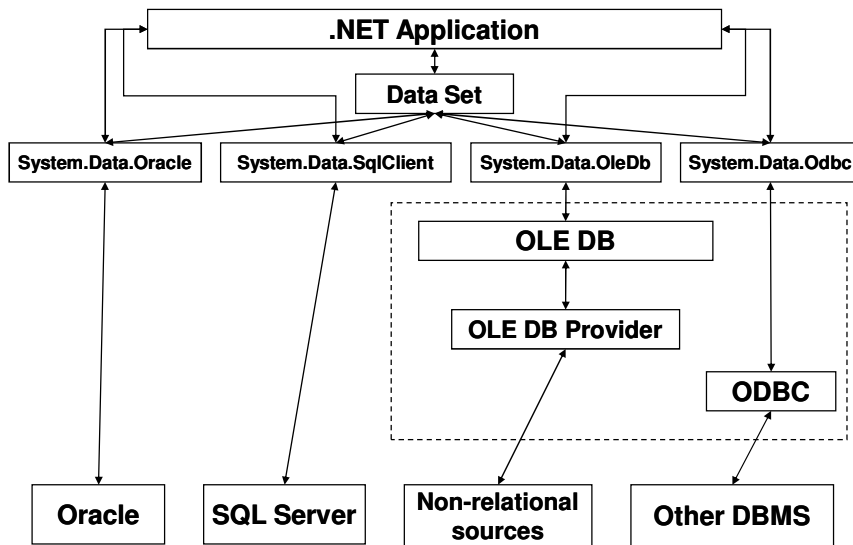 .NET Application
Data Set
System.Data.Oracle
System.Data.SqlClient
System.Data.OleDb
System.Data.Odbc
OLE DB
OLE DB Provider
ODBC
Oracle
SQL Server
Non-relational
sources
Other DBMS